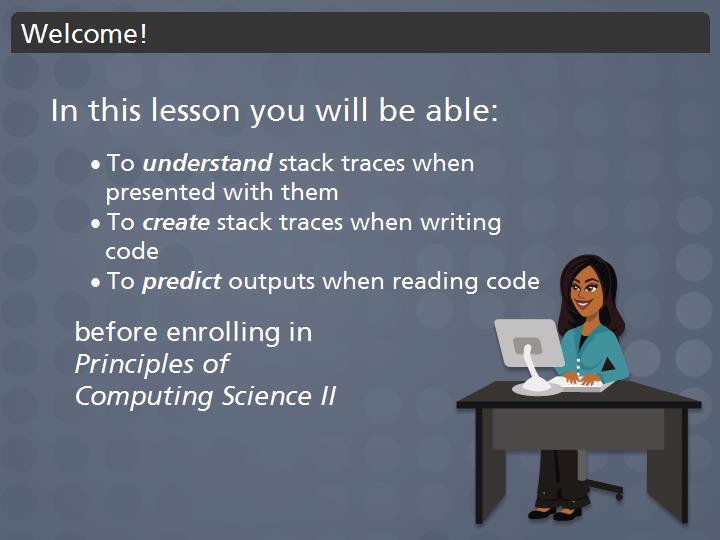 Welcome!
In this lesson you will be able:
• To understand stack traces when
presented with them
• To create stack traces when writing
code
• To predict outputs when reading code
before enrolling in
Principles of
Computing Science II